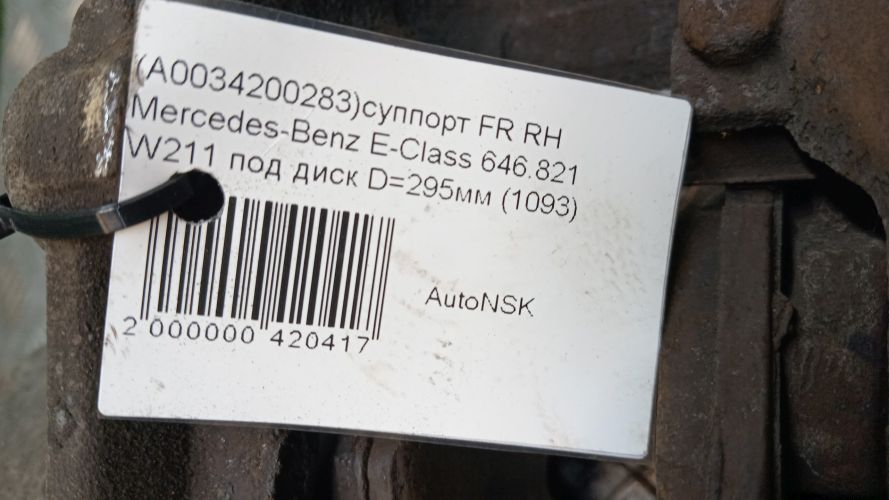 (A0034200283)суппорт FR RH
Mercedes-Benz E-Class 646.821
W211 под диск D=295мм (1093)
AutoNSK
2 000000 420417